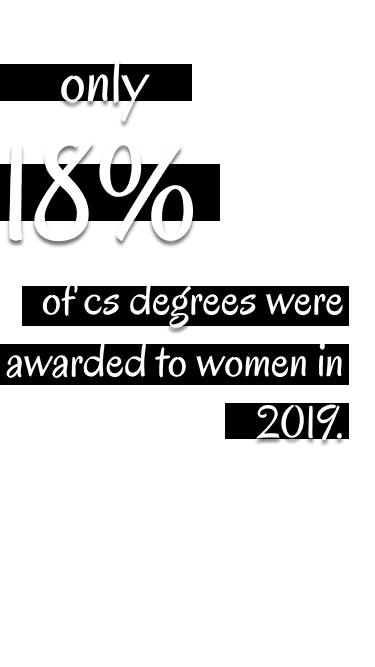 only
18%
of cs degrees were
awarded to women in
2019.